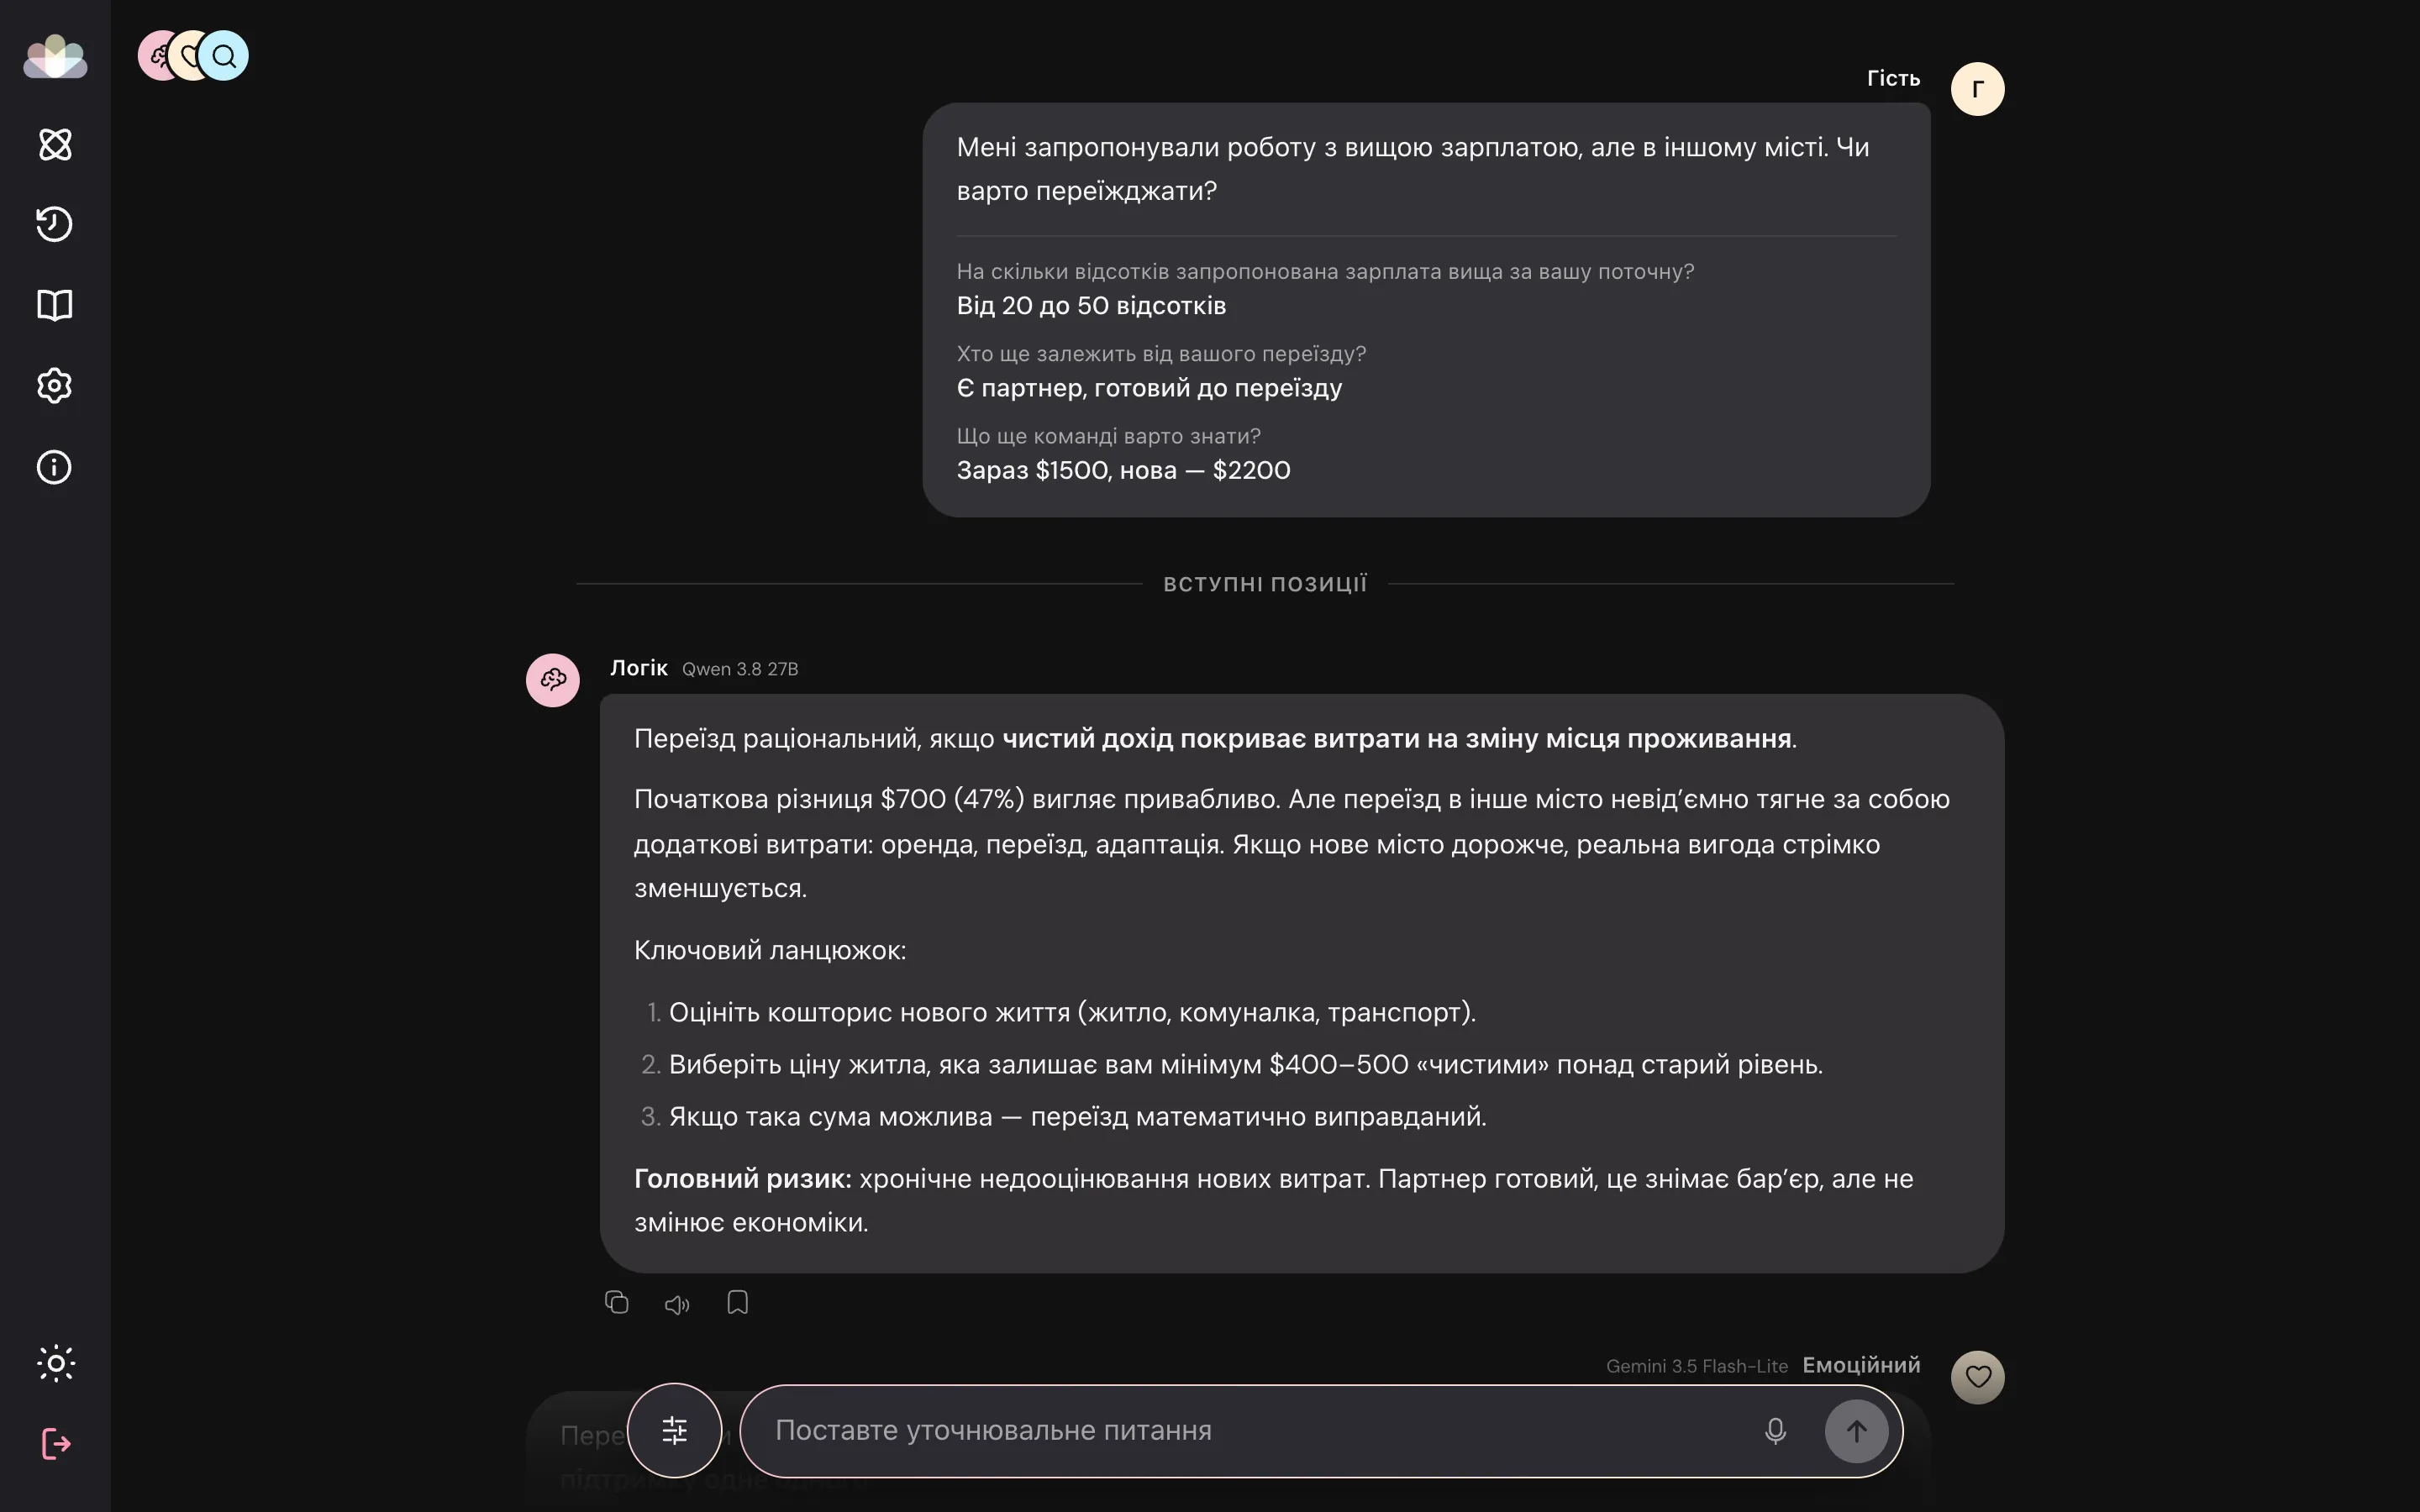 Гість
Г
Мені запропонували роботу з вищою зарплатою, але в іншому місті. Чи
варто переїжджати?
На скільки відсотків запропонована зарплата вища за вашу поточну?
Від 20 до 50 відсотків
Хто ще залежить від вашого переїзду?
Є партнер, готовий до переїзду
Що ще команді варто знати?
Зараз $1500, нова — $2200
ВСТУПНІ ПОЗИЦІЇ
Логік Qwen 3.8 27B
Переїзд раціональний, якщо чистий дохід покриває витрати на зміну місця проживання.
Початкова різниця $700 (47%) вигляє привабливо. Але переїзд в інше місто невід’ємно тягне за собою
додаткові витрати: оренда, переїзд, адаптація. Якщо нове місто дорожче, реальна вигода стрімко
зменшується.
Ключовий ланцюжок:
1. Оцініть кошторис нового життя (житло, комуналка, транспорт).
2. Виберіть ціну житла, яка залишає вам мінімум $400–500 «чистими» понад старий рівень.
3. Якщо така сума можлива — переїзд математично виправданий.
Головний ризик: хронічне недооцінювання нових витрат. Партнер готовий, це знімає бар’єр, але не
змінює економіки.
Gemini 3.5 Flash-Lite Емоційний
Поставте уточнювальне питання